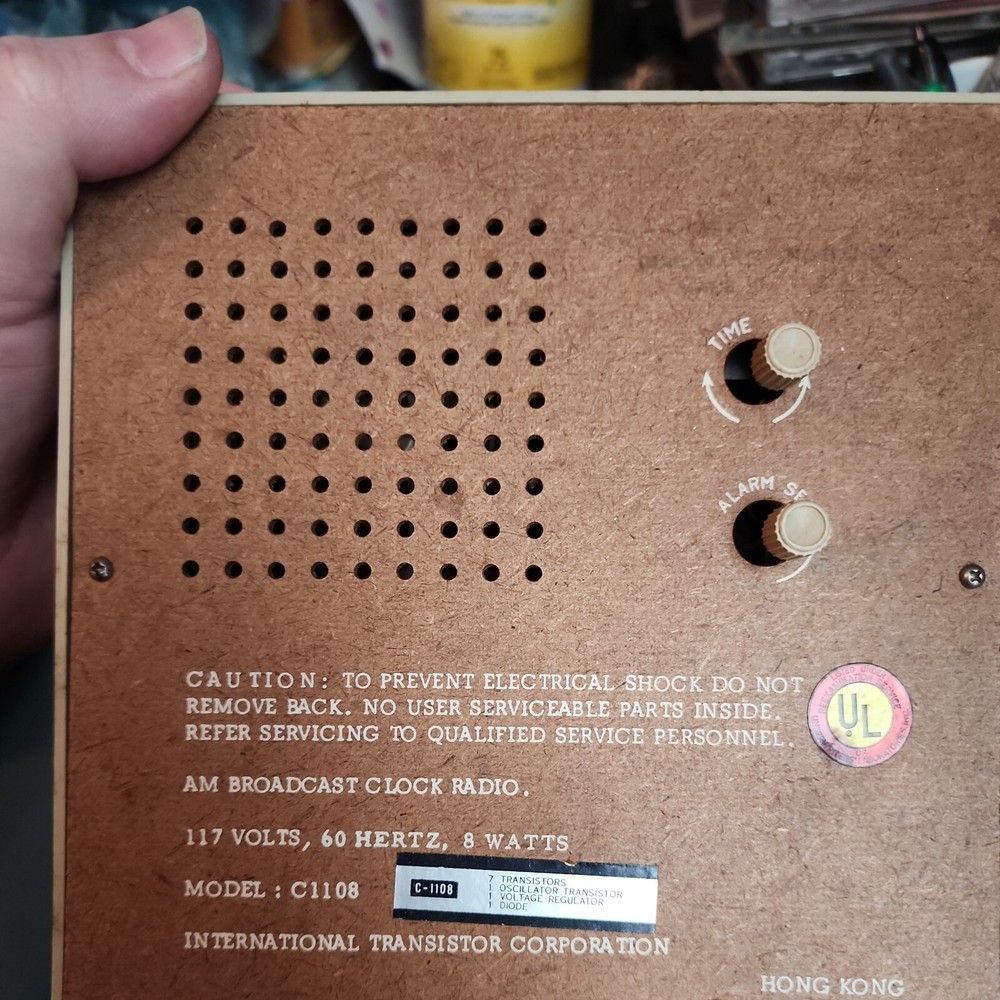 TIME
ALARM
CAUTION: TO PREVENT ELECTRICAL SHOCK DO NOT
REMOVE BACK. NO USER SERVICEABLE PARTS INSIDE.
REFER SERVICING TO QUALIFIED SERVICE PERSONNEL.
UL
AM BROADCAST CLOCK RADIO.
117 VOLTS, 60 HERTZ, 8 WATTS
MODEL : C1108
C-1108
7 TRANSISTORS
1 OSCILLATOR TRANSISTOR
1 VOLTAGE REGULATOR
1 DIODE
INTERNATIONAL TRANSISTOR CORPORATION
HONG KONG